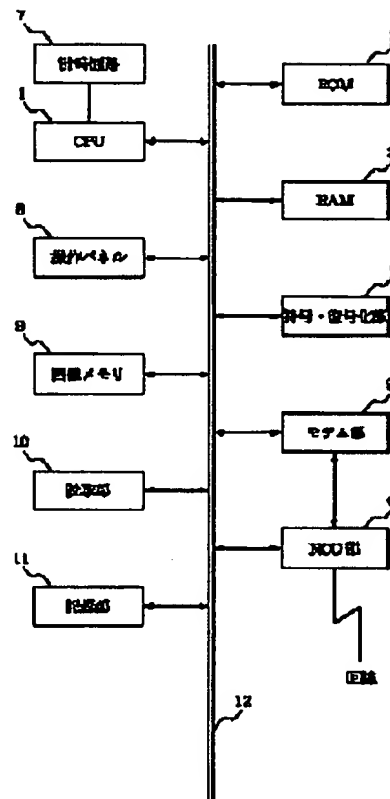 7
計時回路
1
CPU
8
操作パネル
9
画像メモリ
10
読取部
11
記録部
ROM
RAM
符号・復号化部
モデム部
NCU部
回線
12